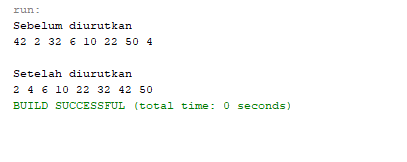 run:
Sebelum diurutkan
42 2 32 6 10 22 50 4
Setelah diurutkan
2 4 6 10 22 32 42 50
BUILD SUCCESSFUL (total time: 0 seconds)